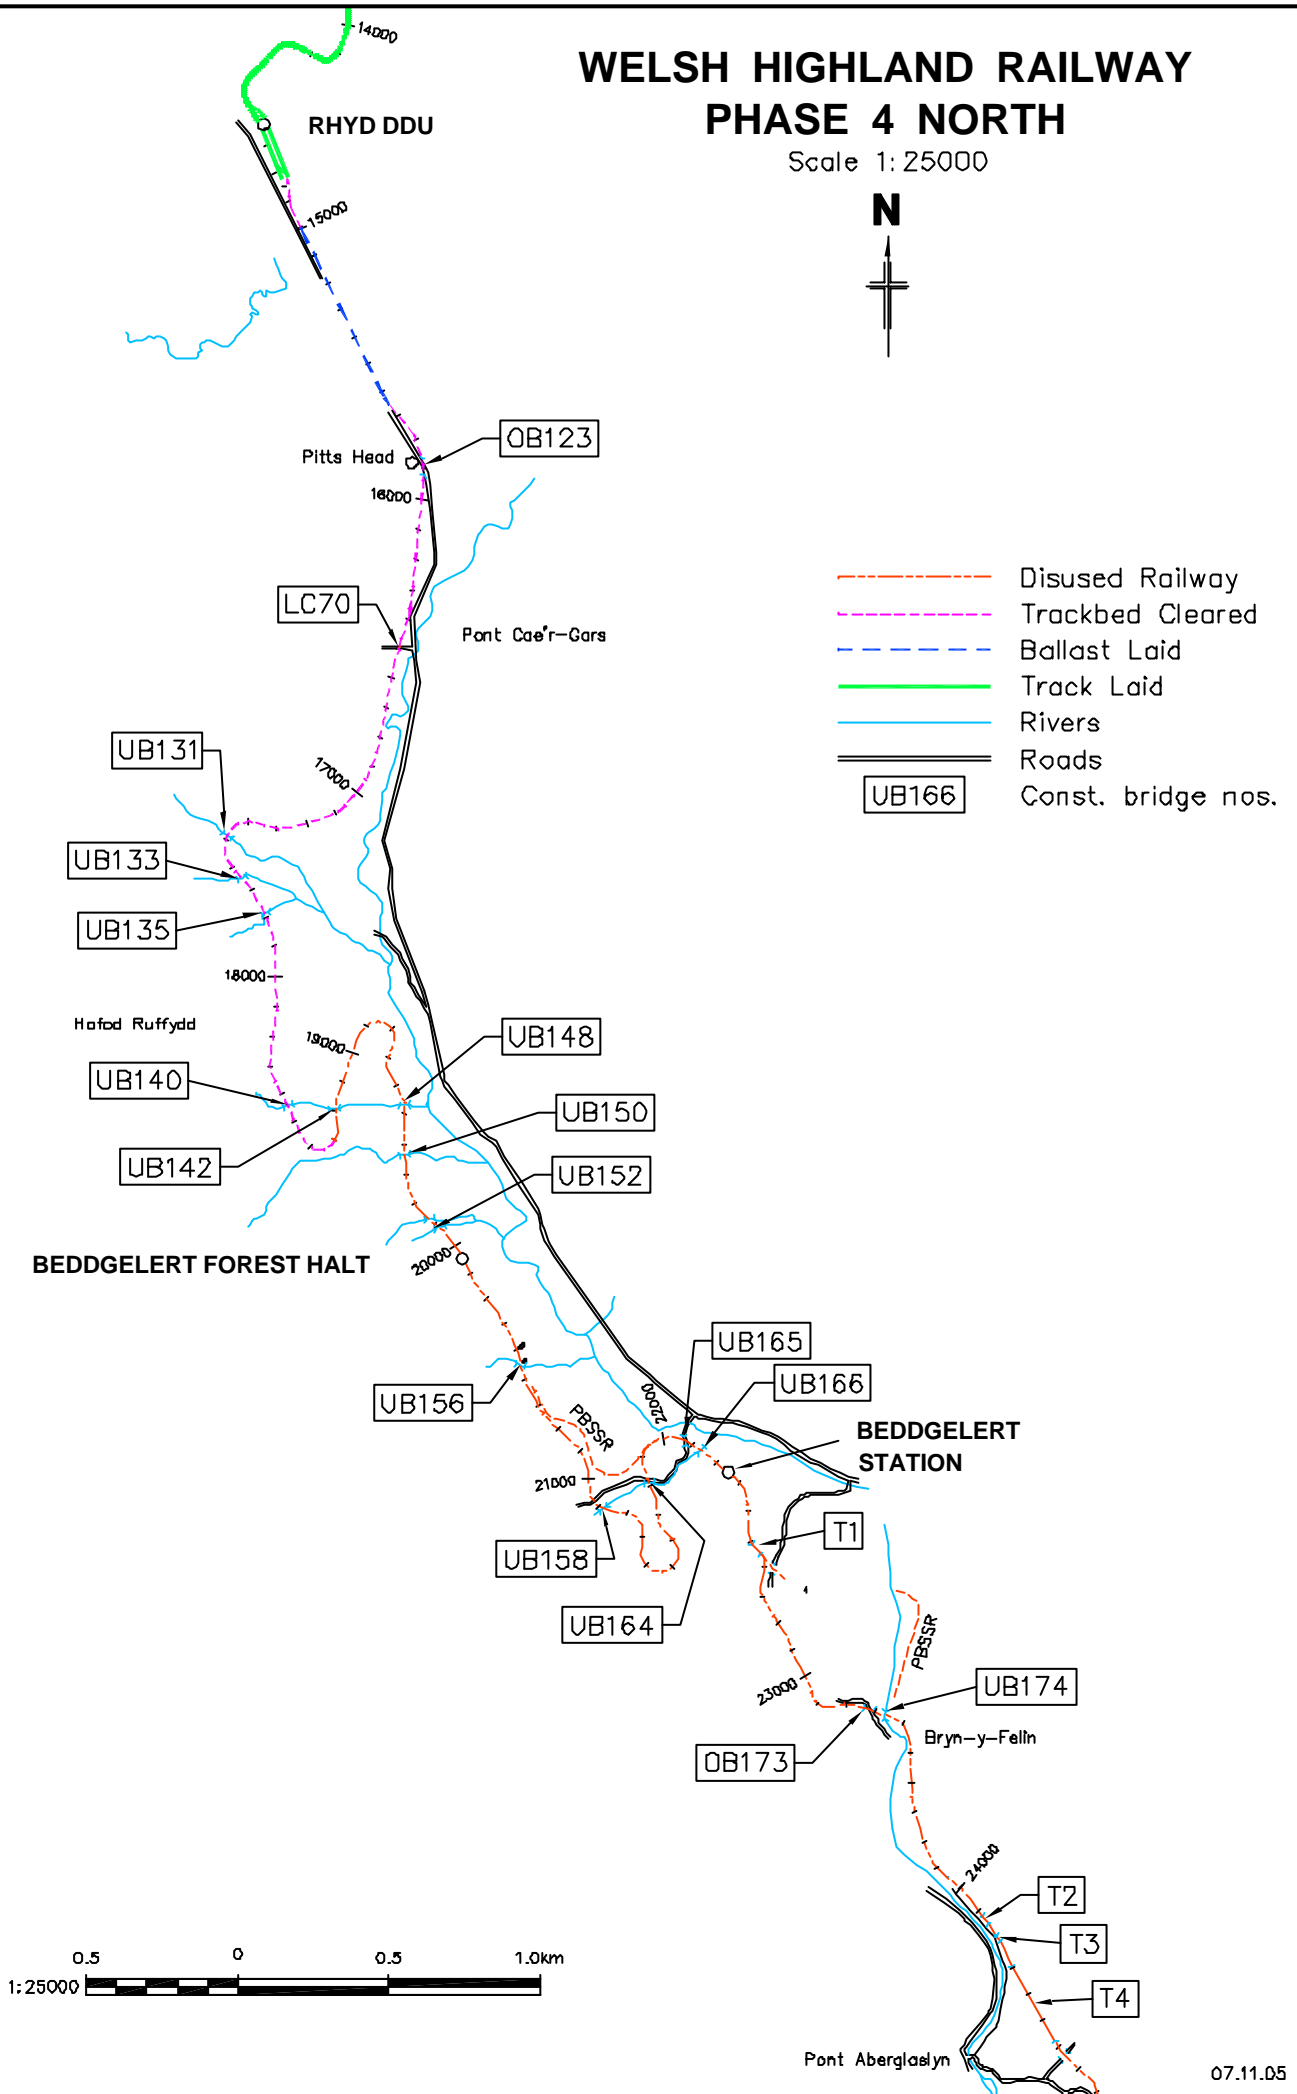 14000
WELSH HIGHLAND RAILWAY
PHASE 4 NORTH
Scale 1:25000
N
RHYD DDU
15000
Pitts Head
OB123
16000
LC70
Pont Cae'r-Gars
Disused Railway
Trackbed Cleared
Ballast Laid
Track Laid
Rivers
Roads
UB166
Const. bridge nos.
UB131
17000
UB133
UB135
18000
Hafod Ruffydd
19000
UB148
UB140
UB150
UB142
UB152
BEDDGELERT FOREST HALT
20000
UB165
UB156
UB166
22000
PBSSR
BEDDGELERT
STATION
21000
T1
UB158
UB164
PBSSR
23000
UB174
Bryn-y-Felin
OB173
24000
T2
T3
T4
0.5
0
0.5
1.0km
1:25000
Pont Aberglaslyn
07.11.05